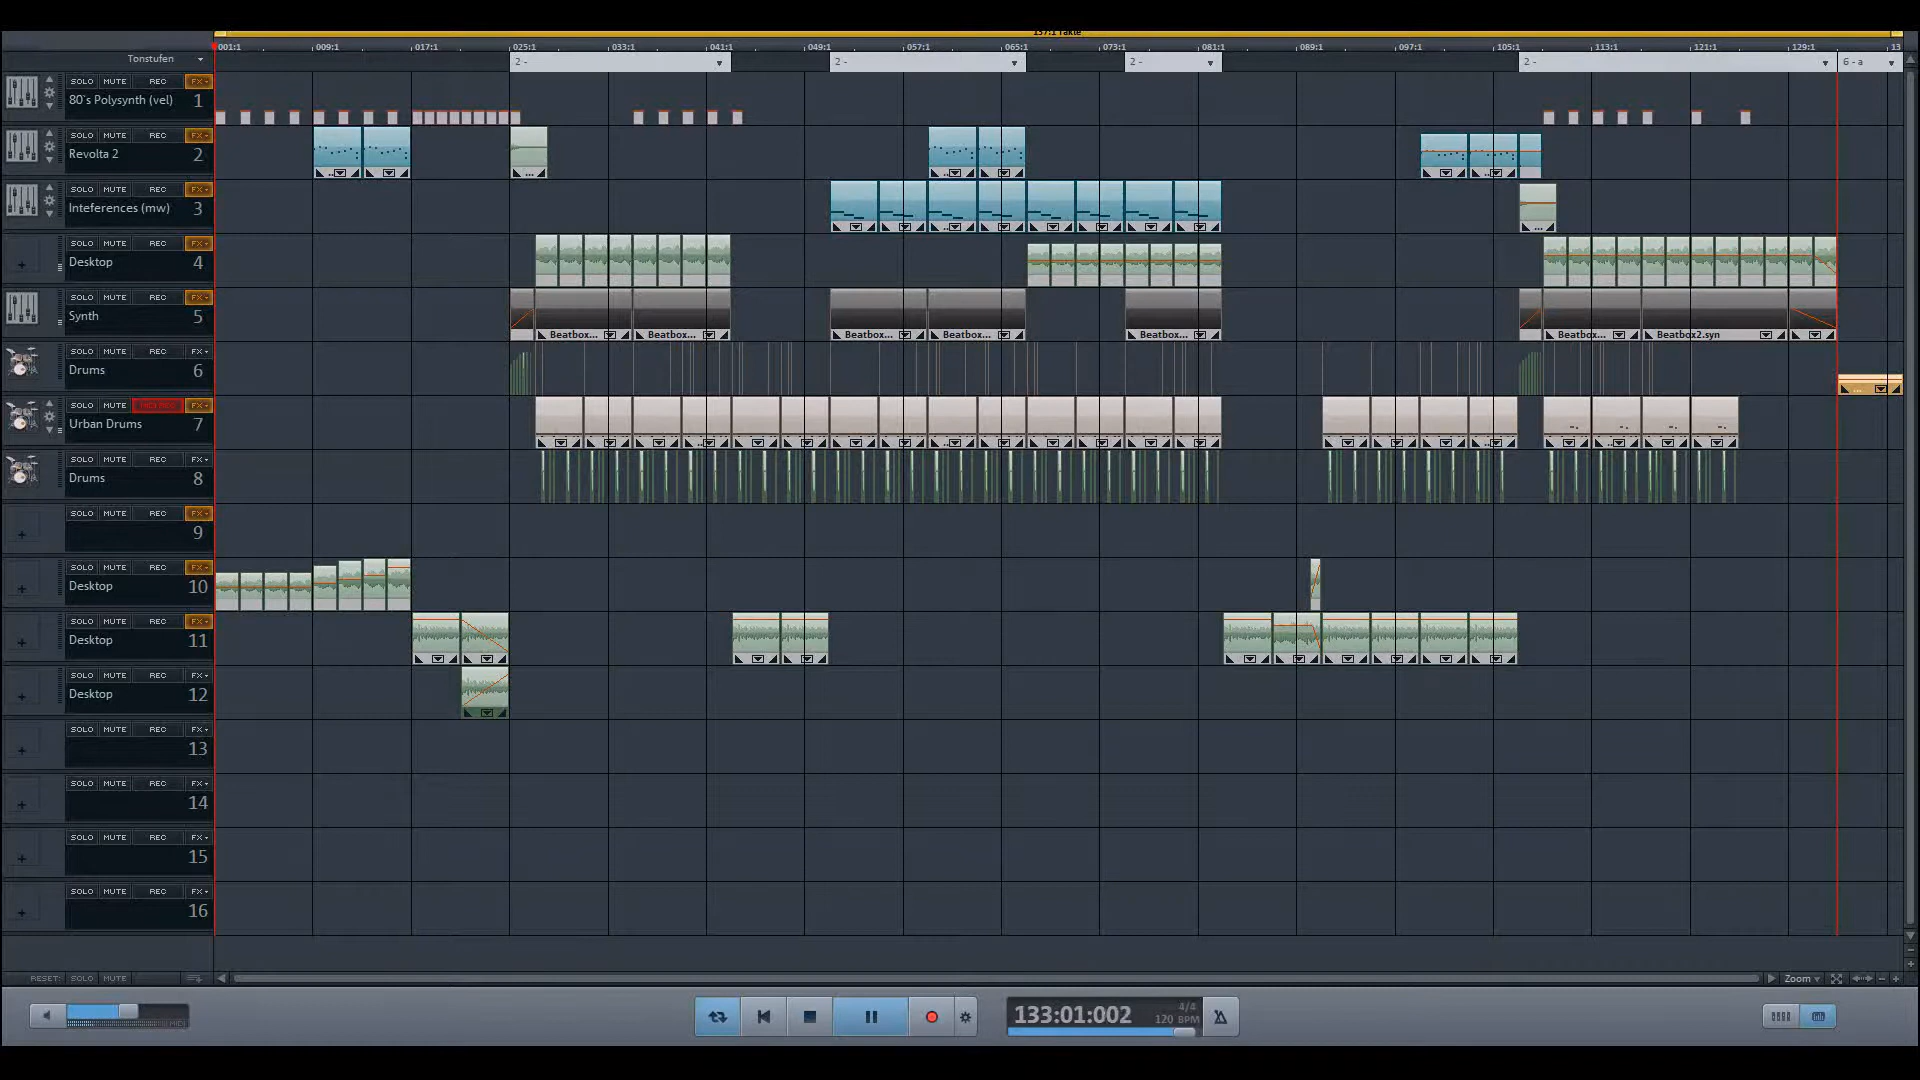 137:1 Takte
001:1 009:1 017:1 025:1 033:1 041:1 049:1 057:1 065:1 073:1 081:1 089:1 097:1 105:1 113:1 121:1 129:1 13
Tonstufen 2 - 2 - 2 - 2 - 6 - a
SOLO MUTE REC FX
80`s Polysynth (vel) 1
SOLO MUTE REC FX
Revolta 2 2
SOLO MUTE REC FX
Inteferences (mw) 3
SOLO MUTE REC FX
Desktop 4
SOLO MUTE REC FX
Synth 5
Beatbox... Beatbox... Beatbox... Beatbox... Beatbox... Beatbox... Beatbox2.syn
SOLO MUTE REC FX
Drums 6
SOLO MUTE FX
Urban Drums 7
SOLO MUTE REC FX
Drums 8
SOLO MUTE REC FX
9
SOLO MUTE REC FX
Desktop 10
SOLO MUTE REC FX
Desktop 11
SOLO MUTE REC FX
Desktop 12
SOLO MUTE REC FX
13
SOLO MUTE REC FX
14
SOLO MUTE REC FX
15
SOLO MUTE REC FX
16
RESET: SOLO MUTE Zoom
133:01:002 4/4
120 BPM